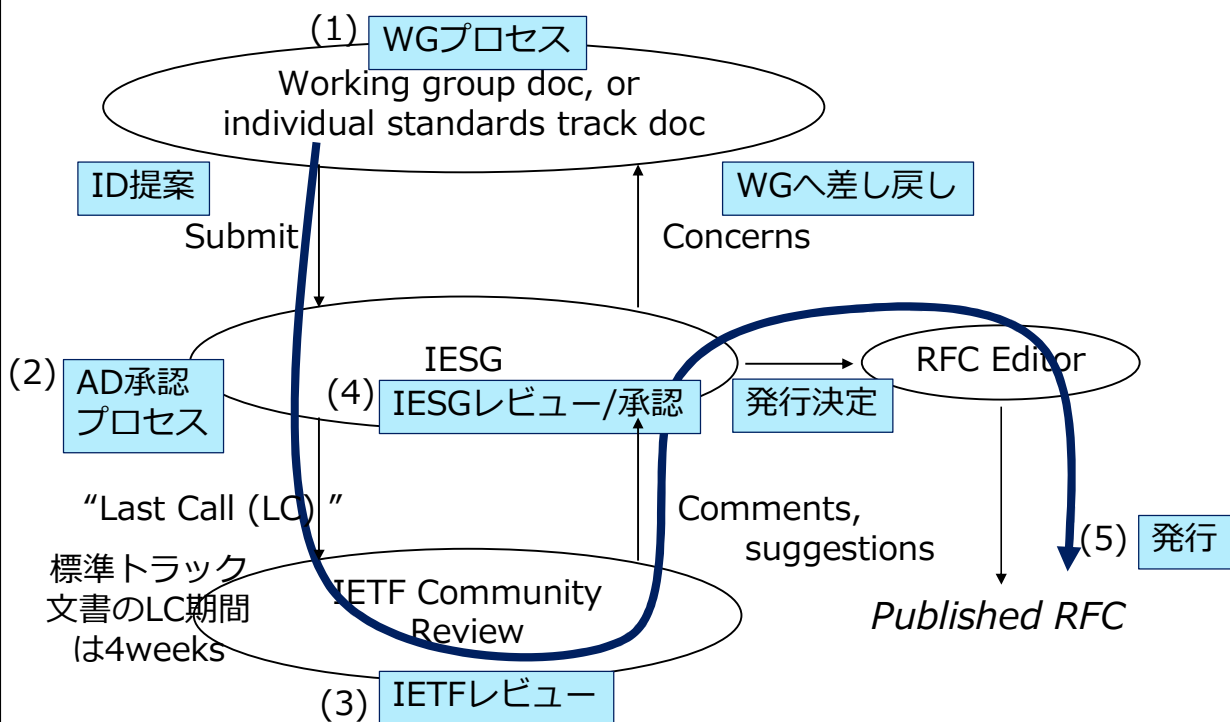 (1) WGプロセス
Working group doc, or
individual standards track doc
ID提案
WGへ差し戻し
Submit
Concerns
IESG
RFC Editor
(2) AD承認
プロセス
(4) IESGレビュー/承認
発行決定
“Last Call (LC) ”
Comments,
suggestions
(5) 発行
標準トラック
文書のLC期間
は4weeks
IETF Community
Review
Published RFC
(3) IETFレビュー